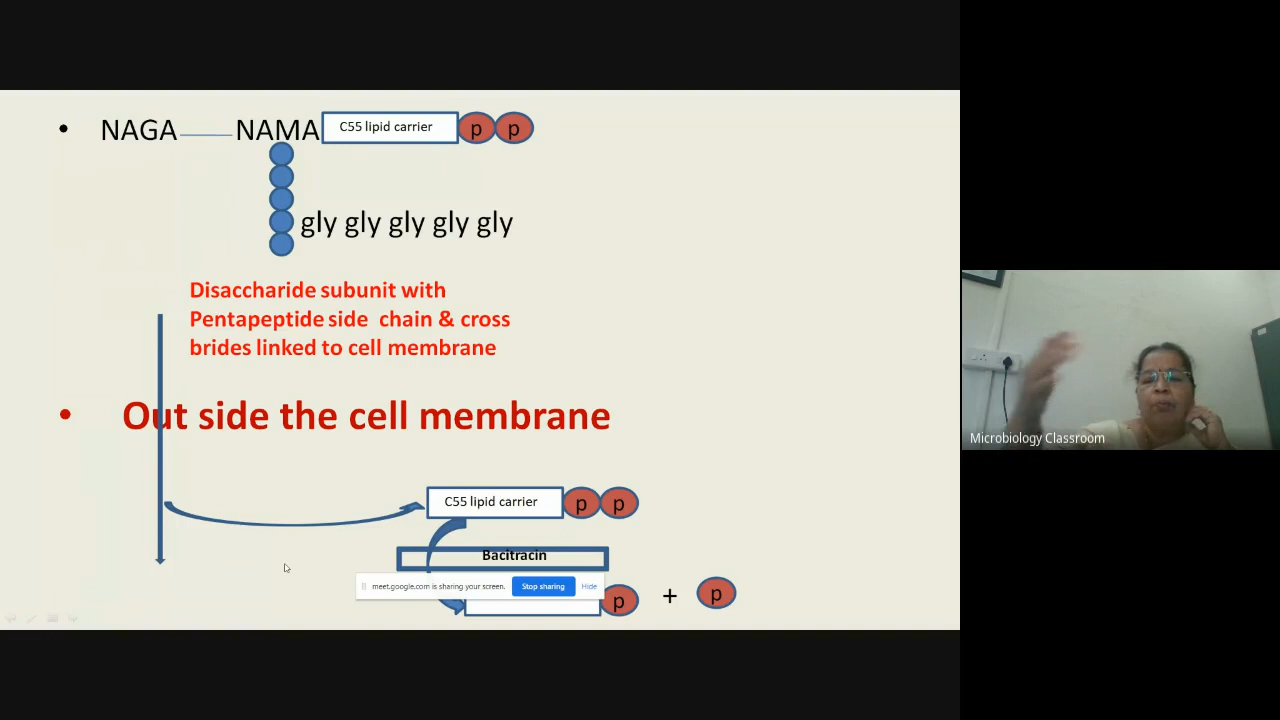 • NAGA NAMA C55 lipid carrier p p
gly gly gly gly gly
Disaccharide subunit with
Pentapeptide side chain & cross
brides linked to cell membrane
• Out side the cell membrane
C55 lipid carrier p p
Bacitracin
meet.google.com is sharing your screen. Stop sharing Hide
p + p
Microbiology Classroom